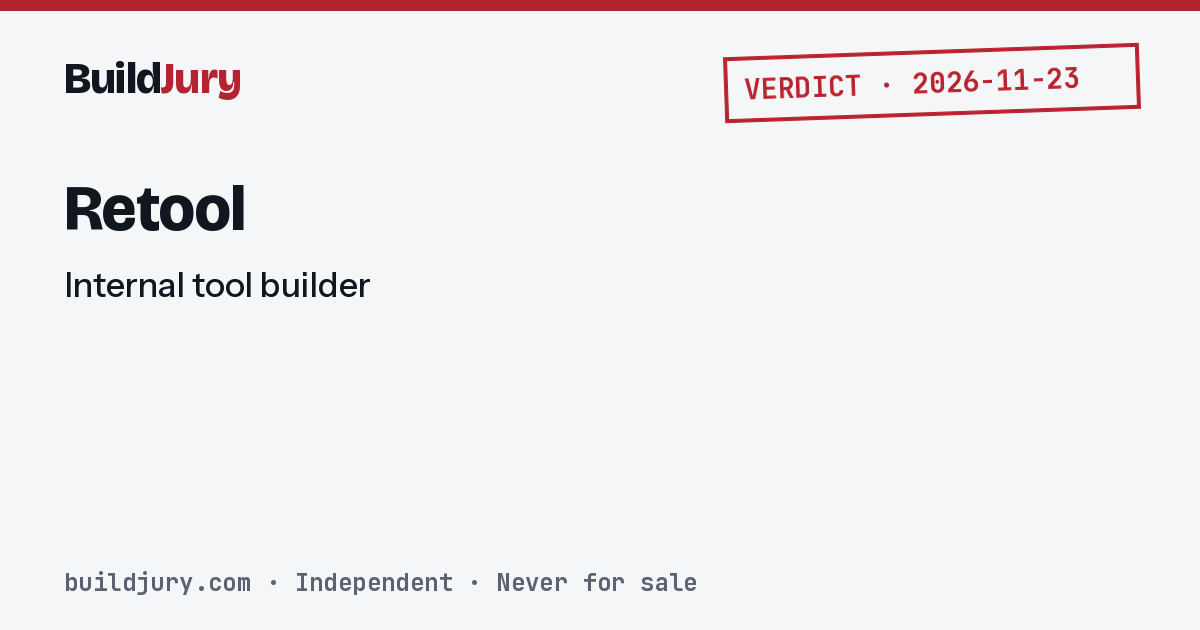 BuildJury
VERDICT · 2026-11-23
Retool
Internal tool builder
buildjury.com · Independent · Never for sale